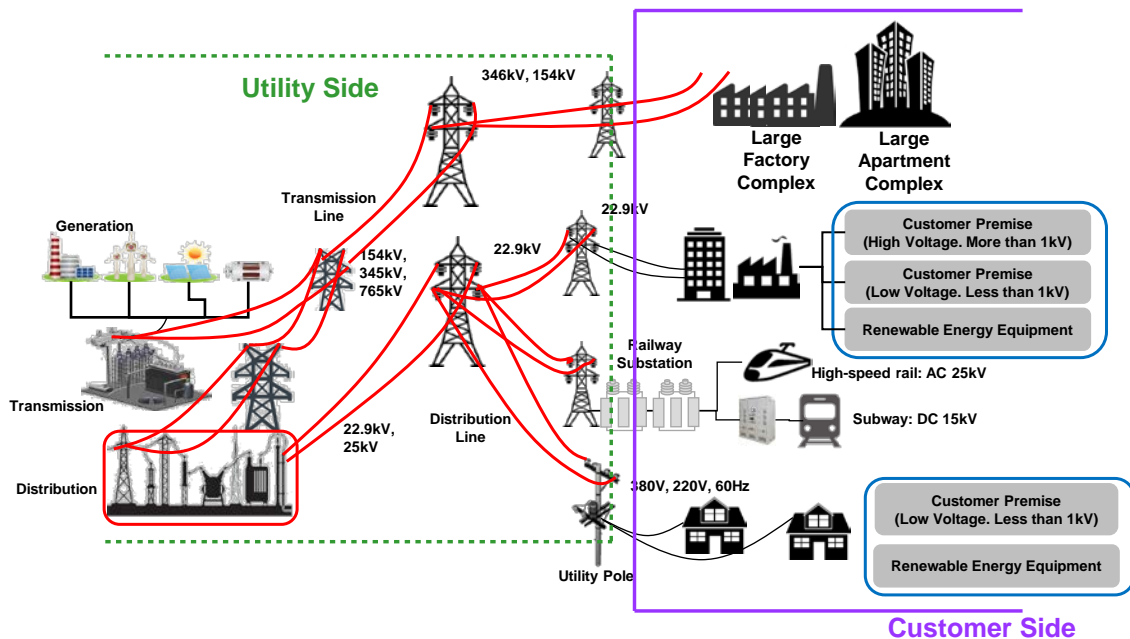 Utility Side
346kV, 154kV
Large
Factory
Complex
Large
Apartment
Complex
Transmission
Line
Generation
154kV,
345kV,
765kV
22.9kV
22.9kV
Customer Premise
(High Voltage. More than 1kV)
Customer Premise
(Low Voltage. Less than 1kV)
Renewable Energy Equipment
Railway
Substation
High-speed rail: AC 25kV
Transmission
Distribution
Line
22.9kV,
25kV
Subway: DC 15kV
Distribution
380V, 220V, 60Hz
Customer Premise
(Low Voltage. Less than 1kV)
Renewable Energy Equipment
Utility Pole
Customer Side